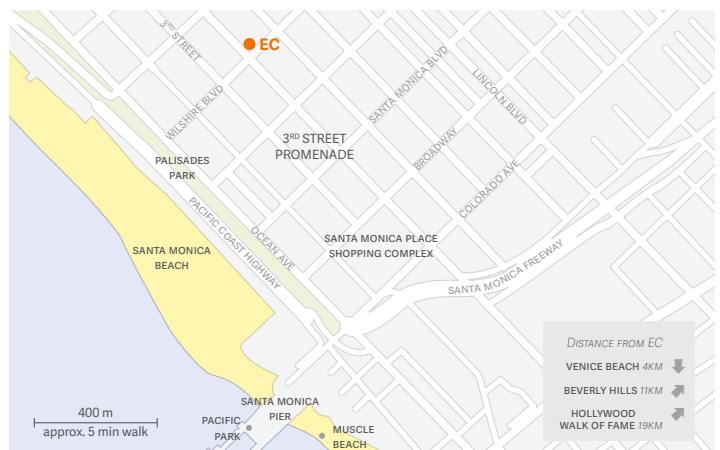 3RD STREET
EC
WILSHIRE BLVD
SANTA MONICA BLVD
LINCOLN BLVD
3RD STREET
PROMENADE
BROADWAY
COLORADO AVE
PALISADES
PARK
PACIFIC COAST HIGHWAY
OCEAN AVE
SANTA MONICA PLACE
SHOPPING COMPLEX
SANTA MONICA
BEACH
SANTA MONICA FREEWAY
DISTANCE FROM EC
VENICE BEACH 4KM
BEVERLY HILLS 11KM
HOLLYWOOD
WALK OF FAME 19KM
SANTA MONICA
PIER
400 m
approx. 5 min walk
PACIFIC
PARK
MUSCLE
BEACH